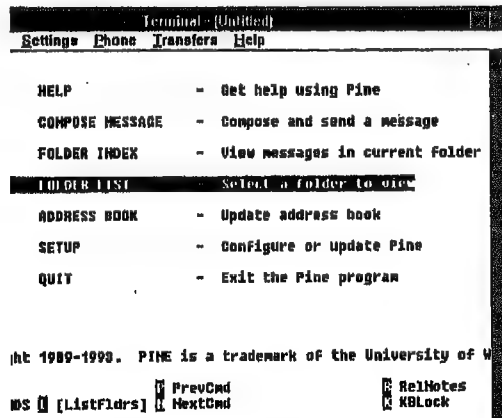 Terminal - (Untitled)
Settings Phone Transfers Help
HELP - Get help using Pine
COMPOSE MESSAGE - Compose and send a message
FOLDER INDEX - View messages in current folder
FOLDER LIST - Select a folder to view
ADDRESS BOOK - Update address book
SETUP - Configure or update Pine
QUIT - Exit the Pine program
ght 1989-1993. PINE is a trademark of the University of W
P PrevCmd R RelNotes
MDS L [ListFldrs] N NextCmd K KBLock